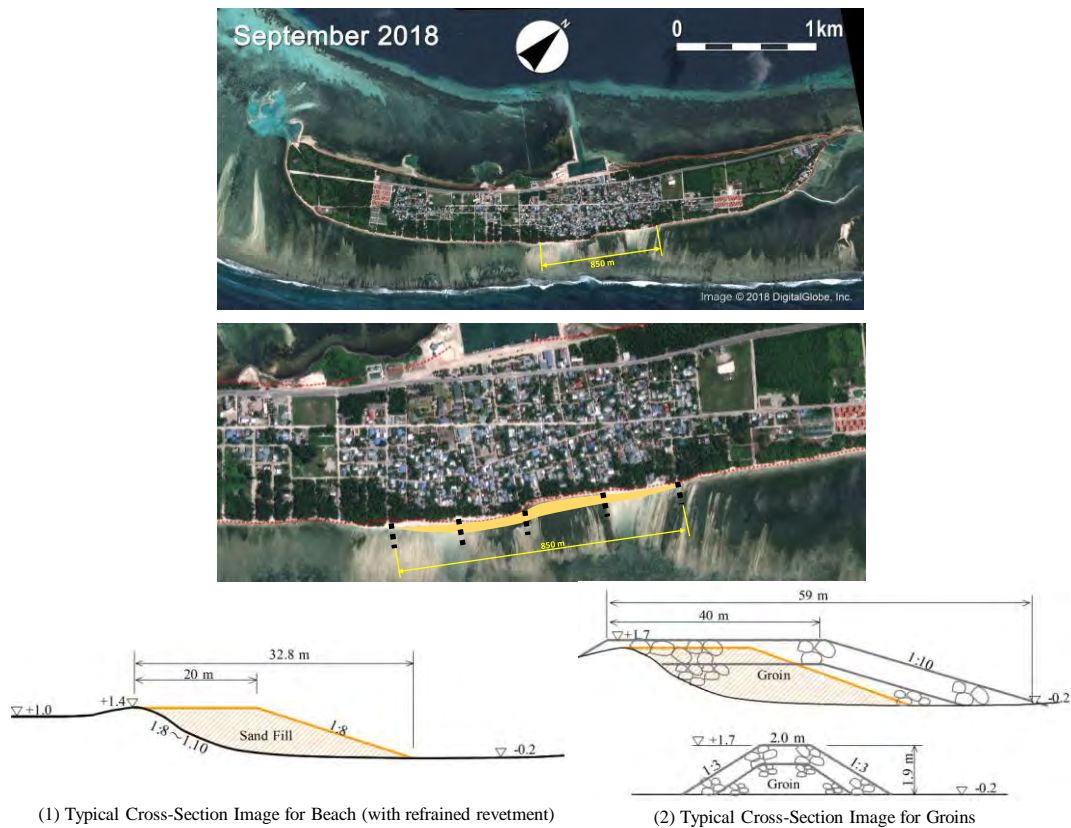 September 2018
N
0 1km
850 m
Image © 2018 DigitalGlobe, Inc.
850 m
32.8 m
20 m
+1.0
+1.4
1:8~1.10
Sand Fill
1:8
-0.2
(1) Typical Cross-Section Image for Beach (with refrained revetment)
59 m
40 m
+1.7
Groin
1:10
-0.2
+1.7
2.0 m
1:3
1:3
Groin
1.9 m
-0.2
(2) Typical Cross-Section Image for Groins